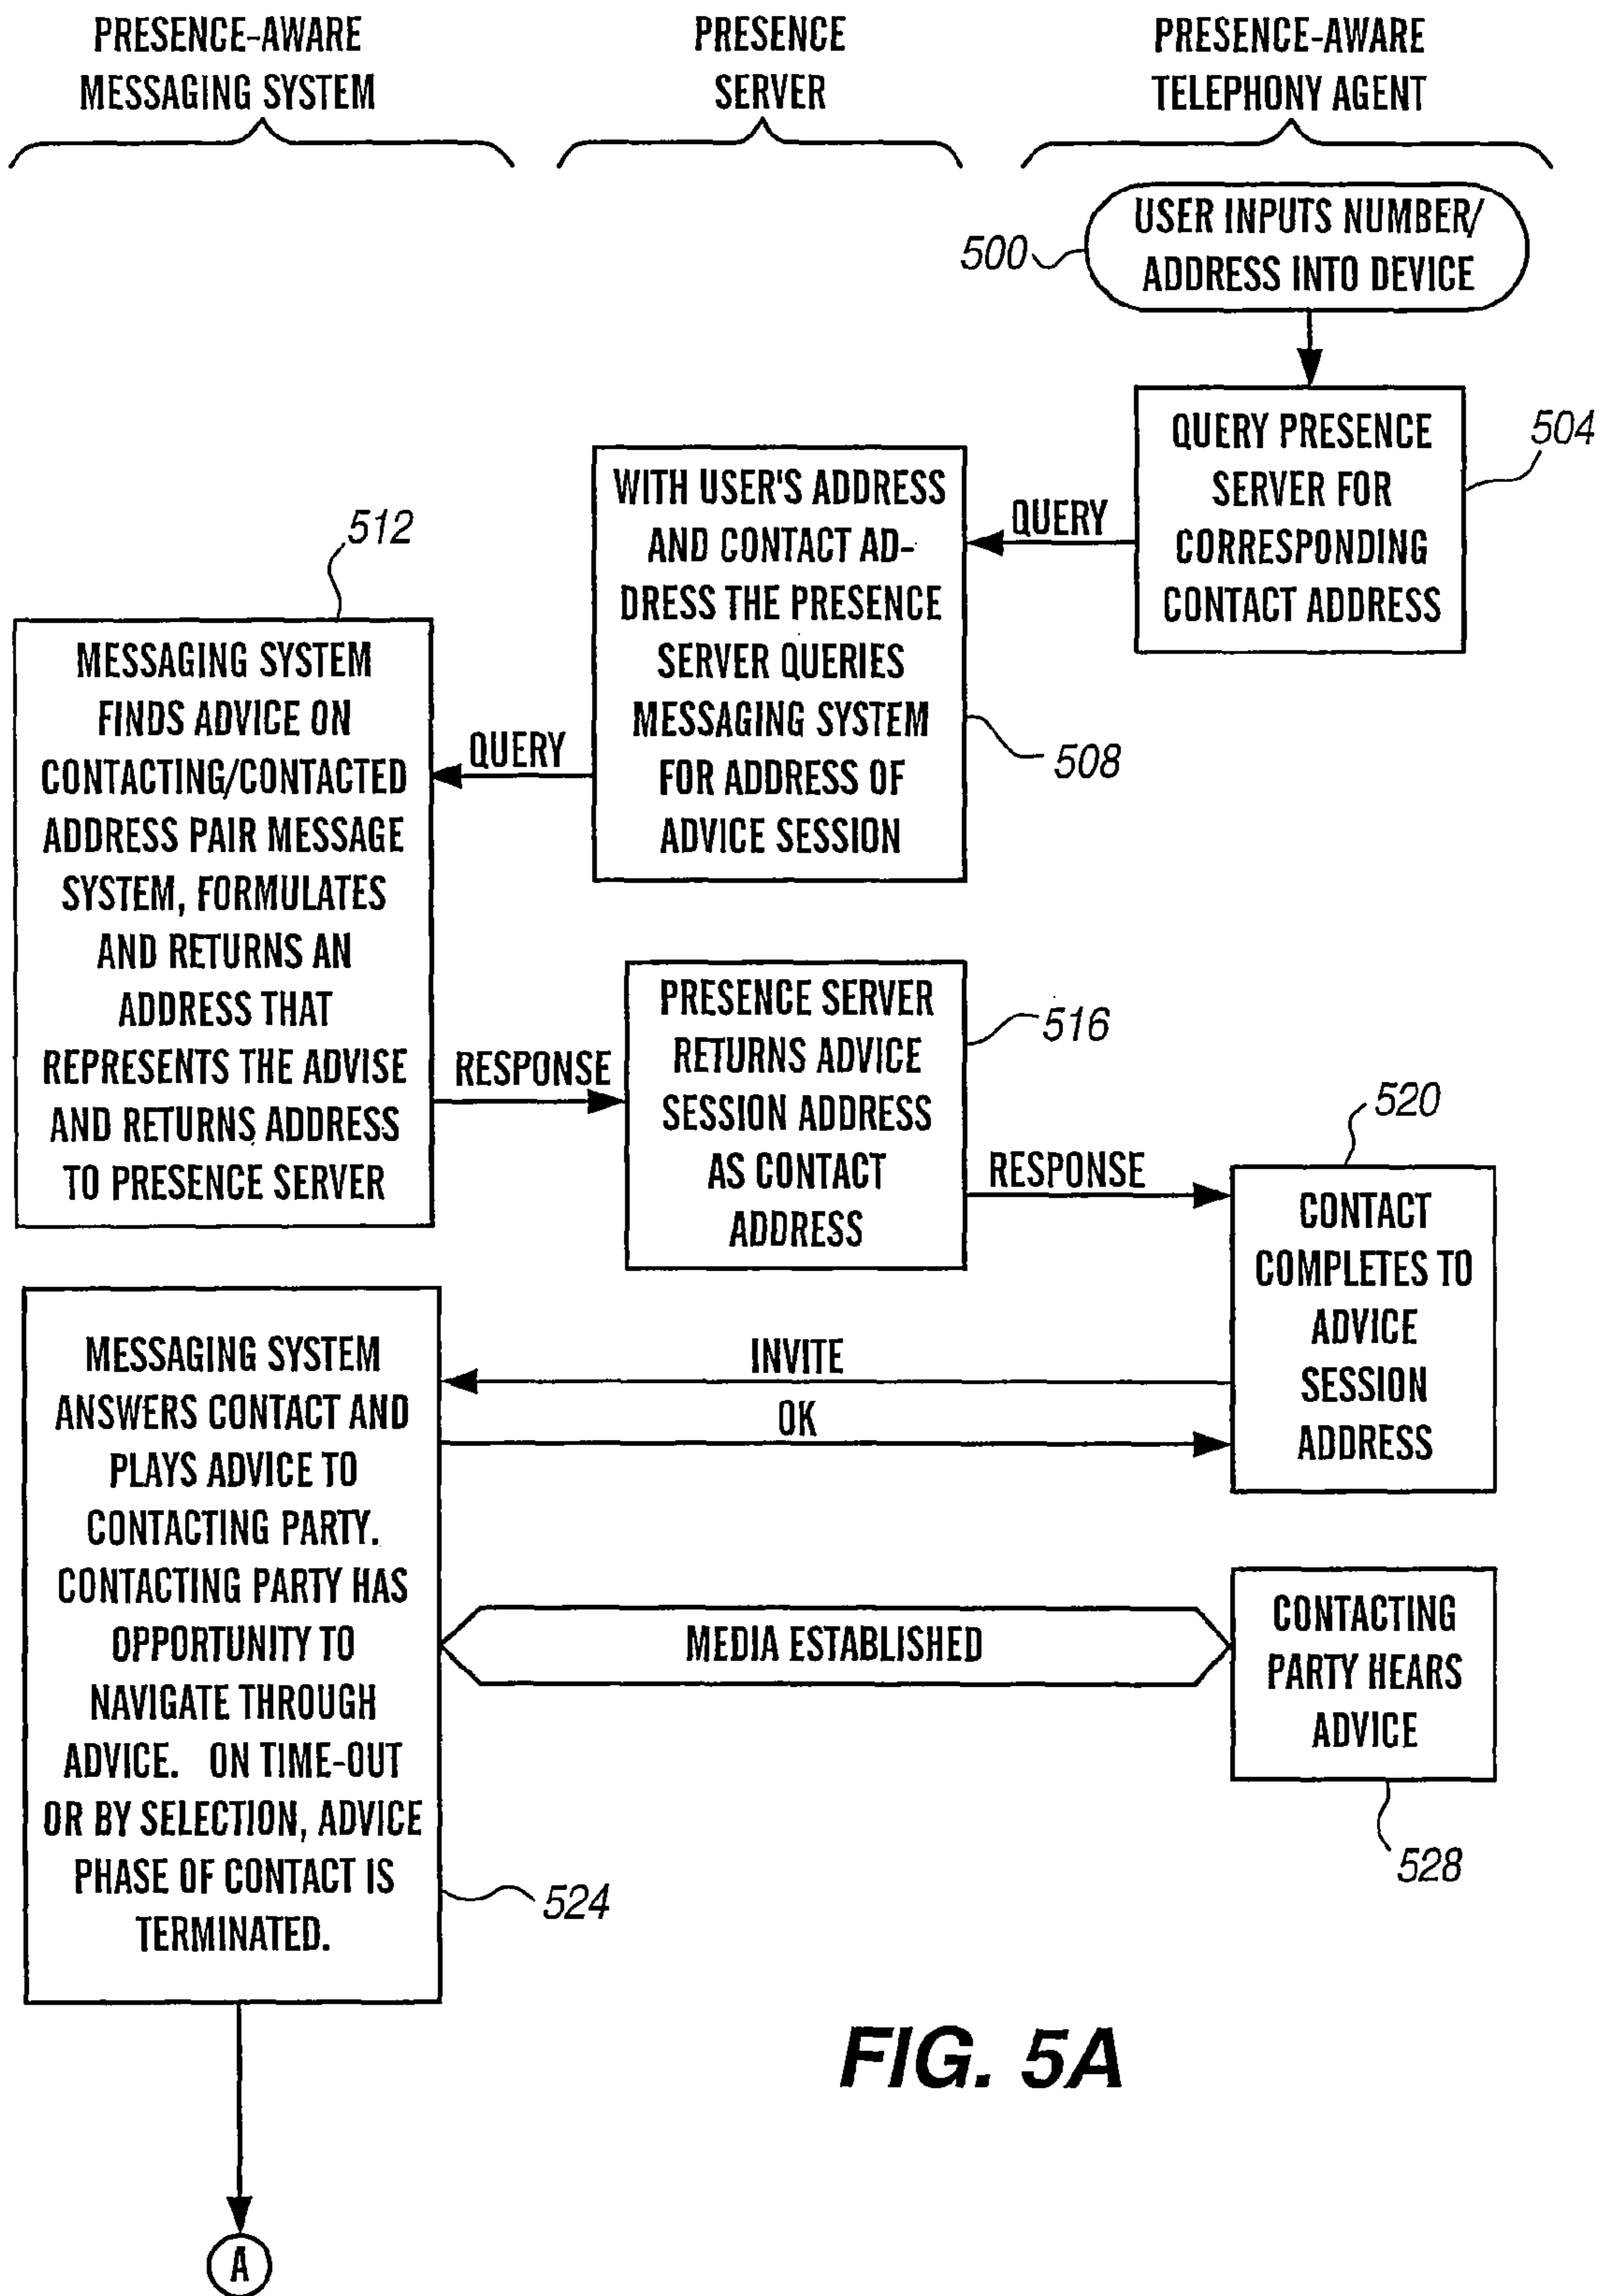 PRESENCE-AWARE
MESSAGING SYSTEM
PRESENCE
SERVER
PRESENCE-AWARE
TELEPHONY AGENT
500
USER INPUTS NUMBER/
ADDRESS INTO DEVICE
QUERY PRESENCE
SERVER FOR
CORRESPONDING
CONTACT ADDRESS
504
QUERY
WITH USER'S ADDRESS
AND CONTACT AD-
DRESS THE PRESENCE
SERVER QUERIES
MESSAGING SYSTEM
FOR ADDRESS OF
ADVICE SESSION
508
QUERY
512
MESSAGING SYSTEM
FINDS ADVICE ON
CONTACTING/CONTACTED
ADDRESS PAIR MESSAGE
SYSTEM, FORMULATES
AND RETURNS AN
ADDRESS THAT
REPRESENTS THE ADVISE
AND RETURNS ADDRESS
TO PRESENCE SERVER
RESPONSE
PRESENCE SERVER
RETURNS ADVICE
SESSION ADDRESS
AS CONTACT
ADDRESS
516
RESPONSE
520
CONTACT
COMPLETES TO
ADVICE
SESSION
ADDRESS
INVITE
OK
MESSAGING SYSTEM
ANSWERS CONTACT AND
PLAYS ADVICE TO
CONTACTING PARTY.
CONTACTING PARTY HAS
OPPORTUNITY TO
NAVIGATE THROUGH
ADVICE. ON TIME-OUT
OR BY SELECTION, ADVICE
PHASE OF CONTACT IS
TERMINATED.
524
MEDIA ESTABLISHED
CONTACTING
PARTY HEARS
ADVICE
528
A
FIG. 5A